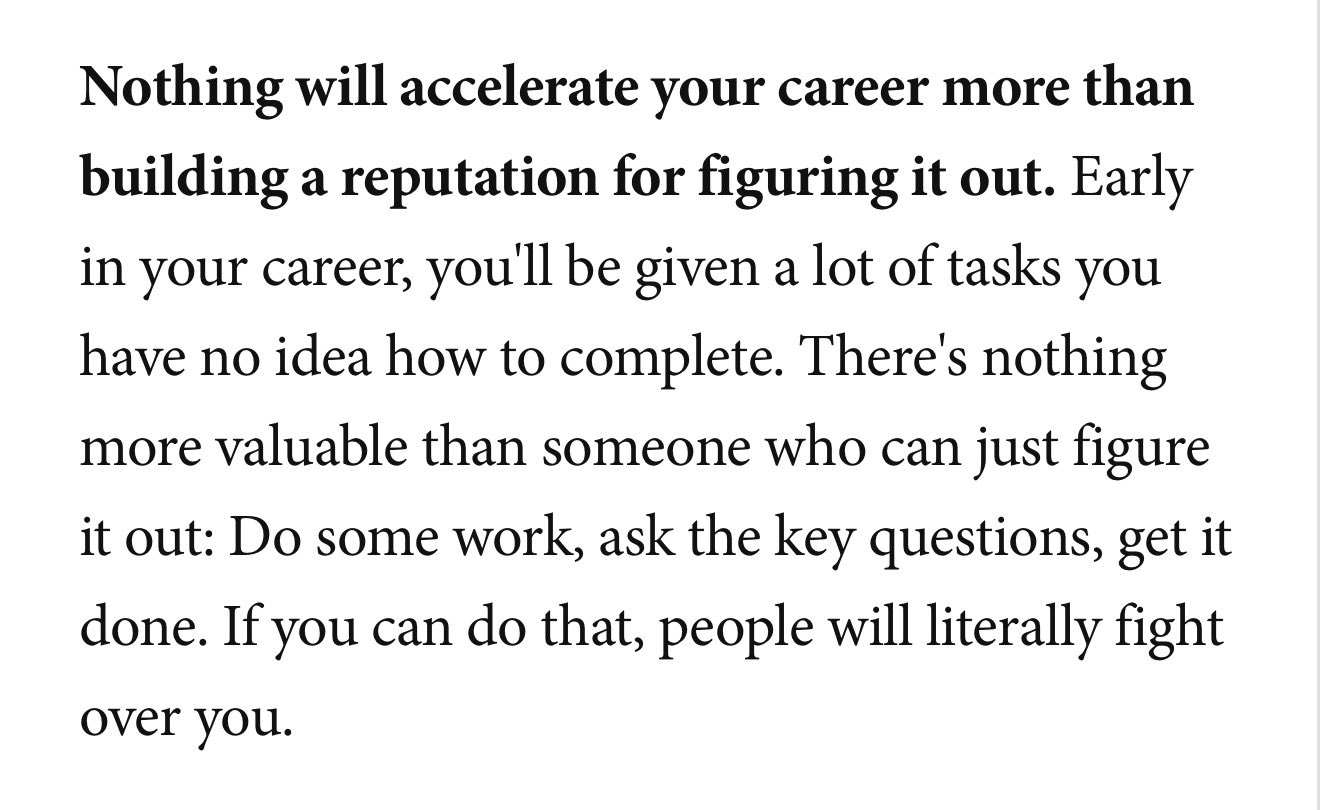 Nothing will accelerate your career more than
building a reputation for figuring it out. Early
in your career, you'll be given a lot of tasks you
have no idea how to complete. There's nothing
more valuable than someone who can just figure
it out: Do some work, ask the key questions, get it
done. If you can do that, people will literally fight
over you.